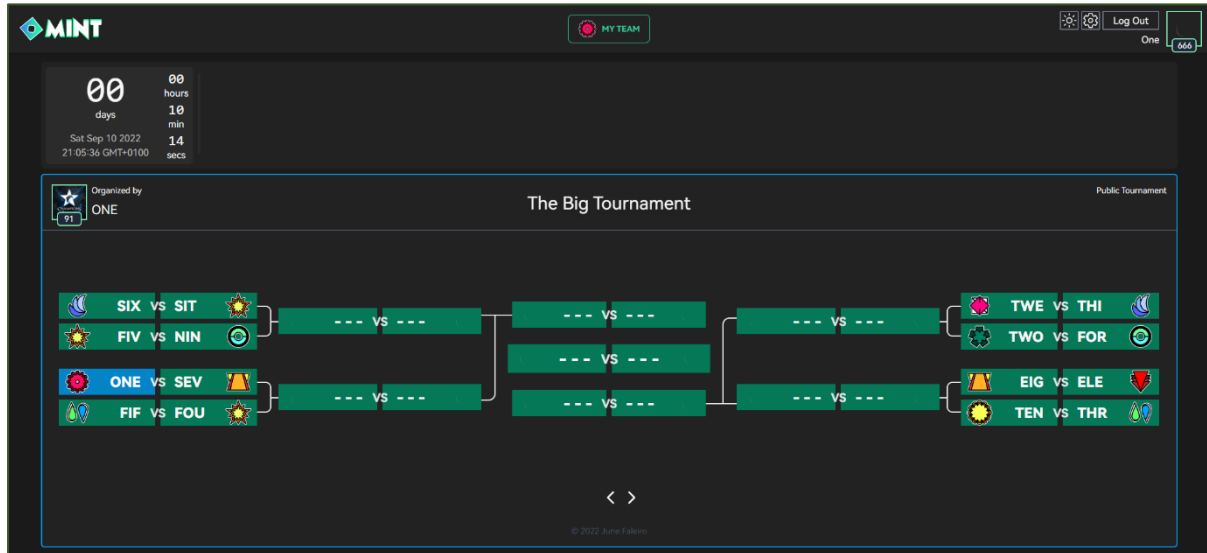 MINT
MY TEAM
Log Out
One
666
00
days
00
hours
10
min
14
secs
Sat Sep 10 2022
21:05:36 GMT+0100
91
Organized by
ONE
The Big Tournament
Public Tournament
SIX VS SIT
FIV VS NIN
ONE VS SEV
FIF VS FOU
--- VS ---
--- VS ---
--- VS ---
--- VS ---
--- VS ---
--- VS ---
--- VS ---
TWE VS THI
TWO VS FOR
EIG VS ELE
TEN VS THR
< >
© 2022 June Faleiro